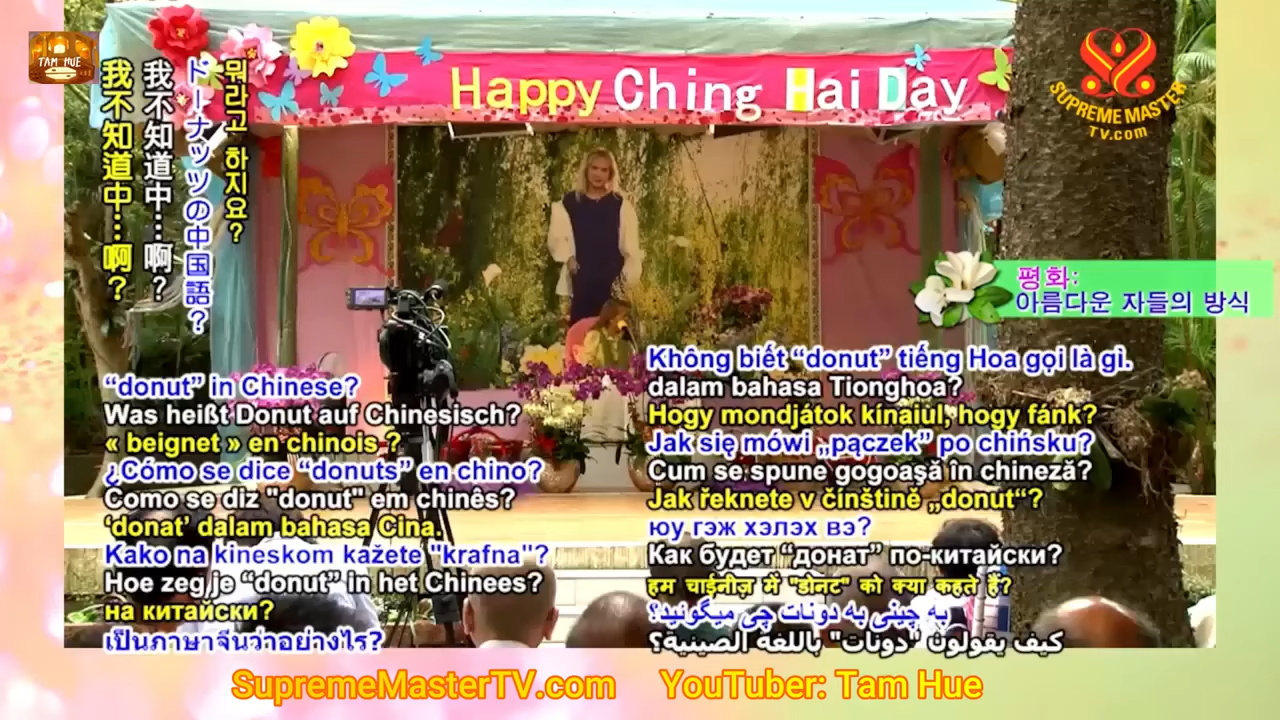 TAM HUE
Happy Ching Hai Day
SUPREME MASTER
TV.com
뭐라고 하지요?
ドーナッツの中国語?
我不知道中…啊?
我不知道中…啊?
평화:
아름다운 자들의 방식
“donut” in Chinese?
Was heißt Donut auf Chinesisch?
« beignet » en chinois ?
¿Cómo se dice “donuts” en chino?
Como se diz "donut" em chinês?
‘donat’ dalam bahasa Cina.
Kako na kineskom kažete "krafna"?
Hoe zeg je “donut” in het Chinees?
на китайски?
เป็นภาษาจีนว่าอย่างไร?
Không biết “donut” tiếng Hoa gọi là gì.
dalam bahasa Tionghoa?
Hogy mondjátok kínaiúl, hogy fánk?
Jak się mówi „pączek” po chińsku?
Cum se spune gogoaşă în chineză?
Jak řeknete v čínštině „donut“?
юу гэж хэлэх вэ?
Как будет “донат” по-китайски?
हम चाईनीज़ में "डोनट" को क्या कहते हैं?
به چینی به دونات چی میگونید؟
كيف يقولون "دونات" باللغة الصينية؟
SupremeMasterTV.com YouTuber: Tam Hue